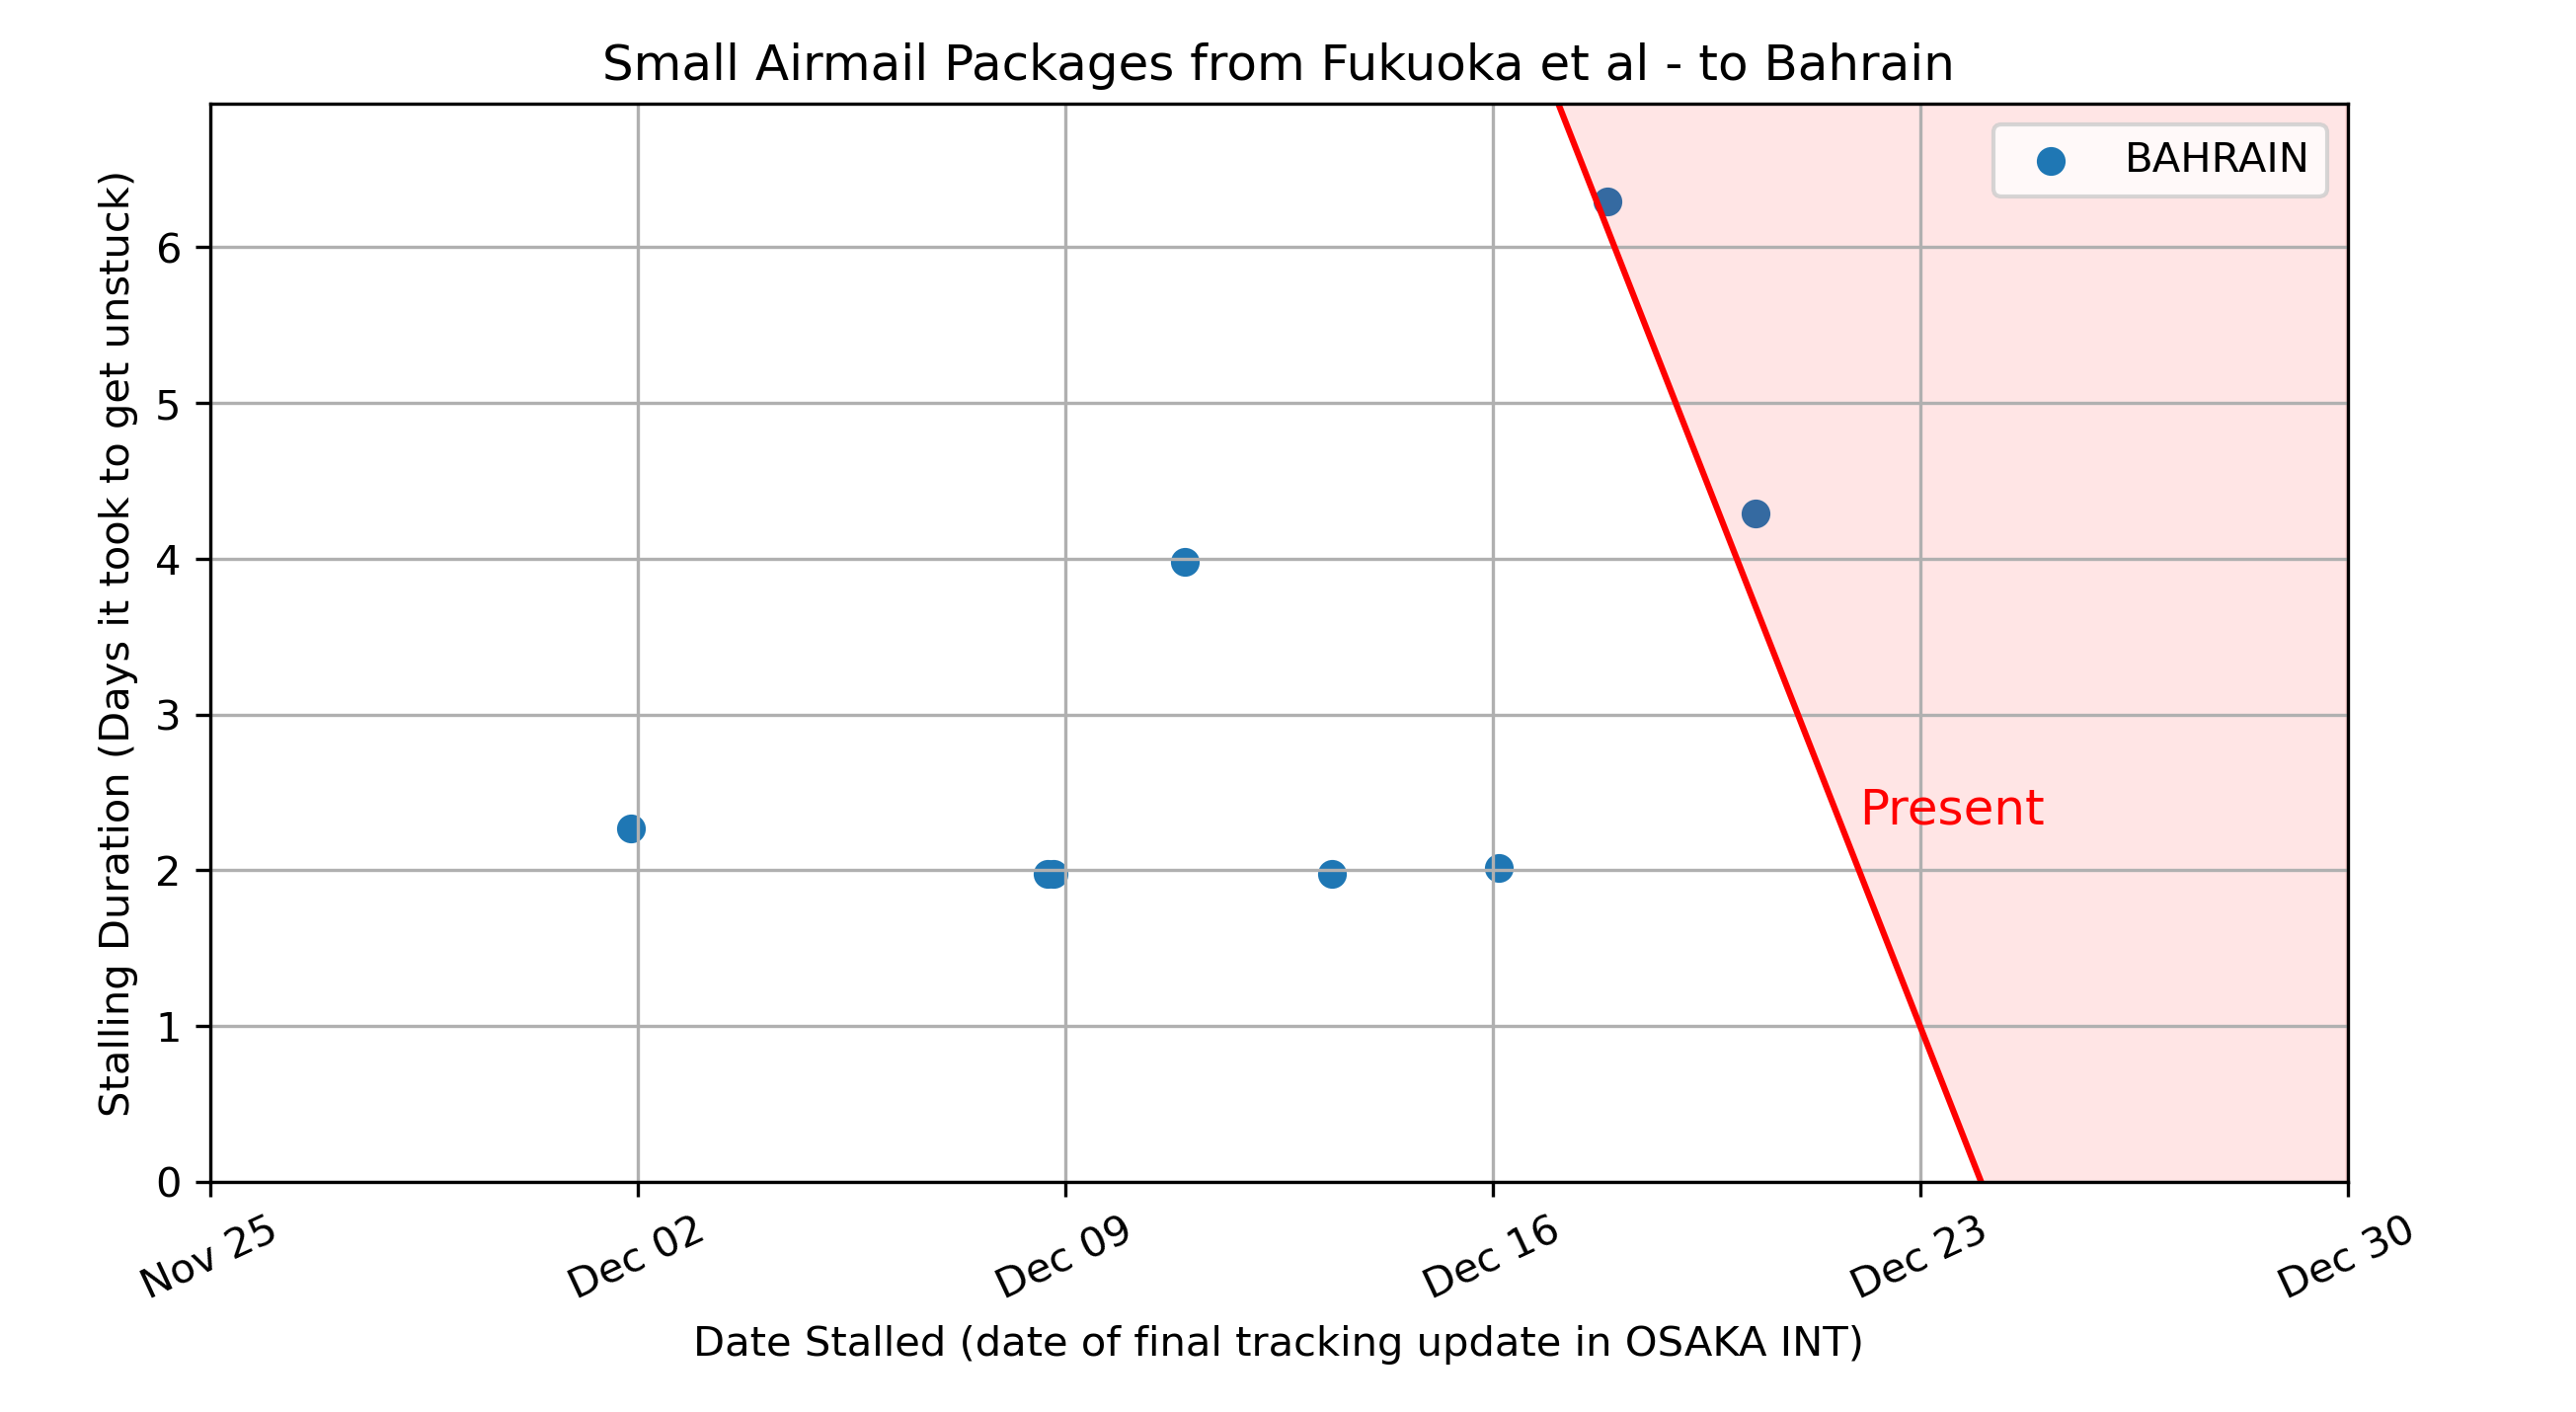 Small Airmail Packages from Fukuoka et al - to Bahrain
BAHRAIN
Stalling Duration (Days it took to get unstuck)
6
5
4
3
2
1
0
Present
Nov 25
Dec 02
Dec 09
Dec 16
Dec 23
Dec 30
Date Stalled (date of final tracking update in OSAKA INT)